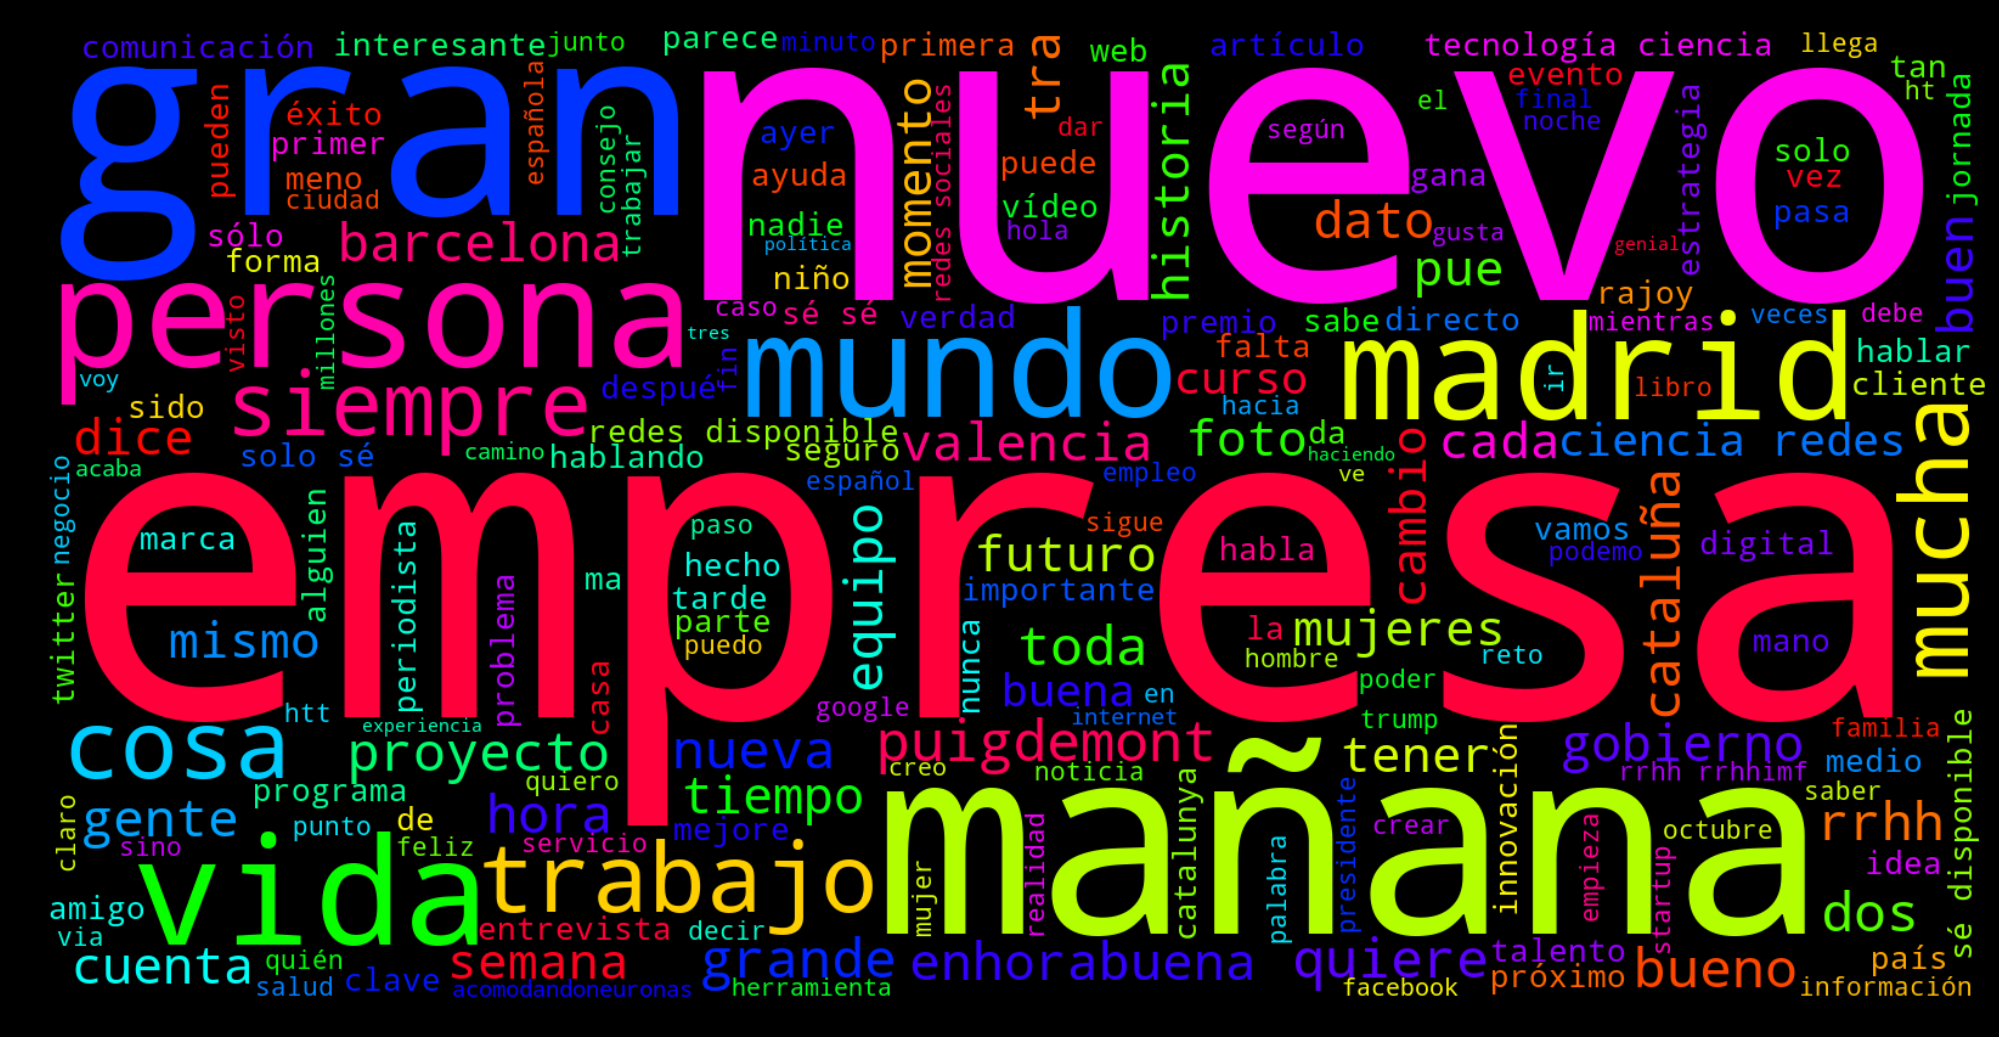 comunicación
interesante
junto
parece
minuto
primera
tra
web
artículo
tecnología ciencia
llega
gran
nuevo
pueden
éxito
primer
meno
ciudad
española
consejo
trabajar
ayer
ayuda
nadie
política
niño
momento
redes sociales
dar
puede
vídeo
hola
historia
según
el
evento
final
noche
gana
dato
gusta
pue
estrategia
genial
solo
vez
pasa
tan
ht
jornada
buen
sólo
forma
barcelona
persona
visto
millones
voy
siempre
sido
dice
tres
caso
sé sé
verdad
fin
despué
mundo
premio
sabe
directo
rajoy
mientras
veces
debe
falta
curso
hacia
madrid
ir
libro
hablar
cliente
redes disponible
seguro
valencia
foto
da
haciendo
cada
ciencia redes
mucha
solo sé
camino
hablando
acaba
negocio
español
empleo
ve
cambio
cataluña
empresa
marca
alguien
periodista
problema
ma
casa
paso
hecho
tarde
parte
puedo
equipo
sigue
futuro
importante
habla
vamos
podemo
digital
twitter
mismo
nunca
toda
la
mujeres
hombre
reto
mano
buena
en
poder
google
internet
trump
htt
experiencia
cosa
proyecto
nueva
puigdemont
tener
gobierno
familia
quiero
creo
noticia
catalunya
presidente
innovación
rrhh rrhhimf
medio
saber
sé disponible
programa
tiempo
gente
punto
de
hora
mejore
mañana
crear
empieza
octubre
rrhh
claro
sino
feliz
servicio
vida
trabajo
mujer
realidad
palabra
startup
idea
amigo
via
entrevista
decir
dos
cuenta
quién
salud
clave
semana
acomodandoneuronas
grande
herramienta
enhorabuena
quiere
facebook
talento
próximo
bueno
país
información